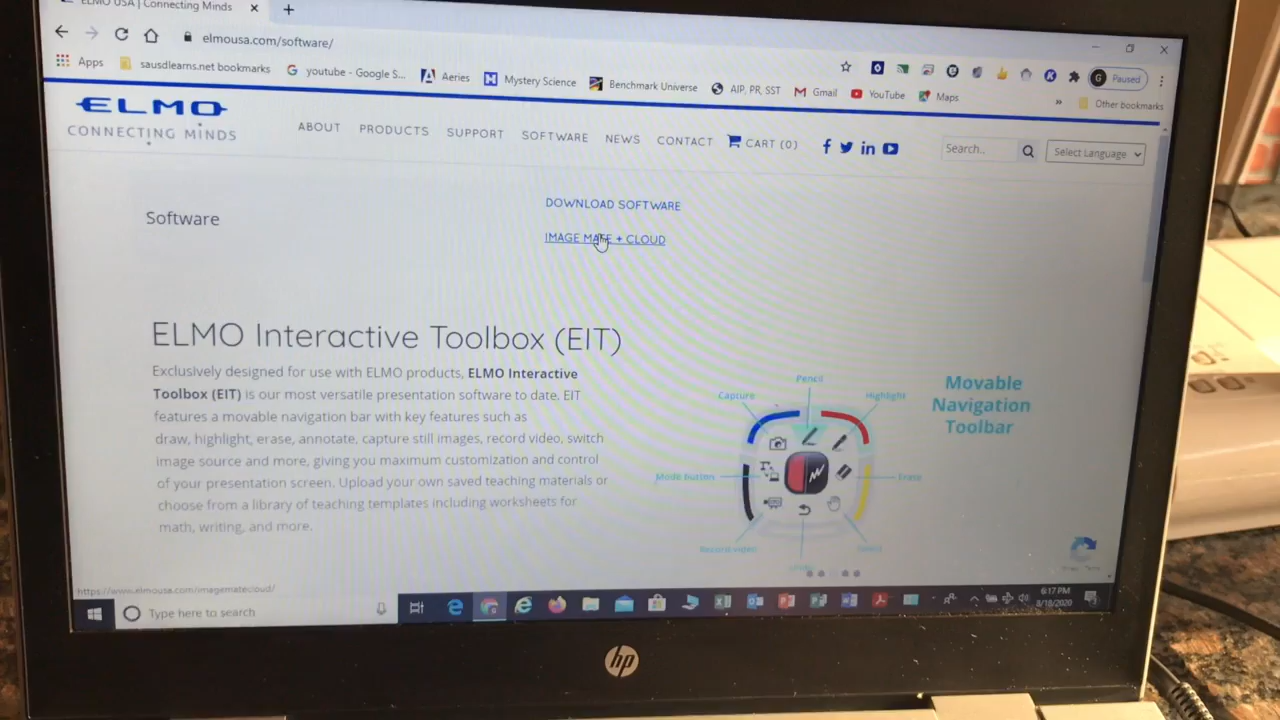 ELMO USA | Connecting Minds
elmousa.com/software/
Paused
Apps sausdlearns.net bookmarks youtube - Google S... Aeries Mystery Science Benchmark Universe AIP, PR, SST Gmail YouTube Maps » Other bookmarks
ELMO
CONNECTING MINDS
ABOUT PRODUCTS SUPPORT SOFTWARE NEWS CONTACT CART (0)
Search.. Select Language
Software
DOWNLOAD SOFTWARE
IMAGE MATE + CLOUD
ELMO Interactive Toolbox (EIT)
Exclusively designed for use with ELMO products, ELMO Interactive
Toolbox (EIT) is our most versatile presentation software to date. EIT
features a movable navigation bar with key features such as
draw, highlight, erase, annotate, capture still images, record video, switch
image source and more, giving you maximum customization and control
of your presentation screen. Upload your own saved teaching materials or
choose from a library of teaching templates including worksheets for
math, writing, and more.
Pencil
Capture
Highlight
Mode button
Erase
Record video
Movable
Navigation
Toolbar
https://www.elmousa.com/imagematecloud/
Type here to search
6:17 PM
8/18/2020
hp